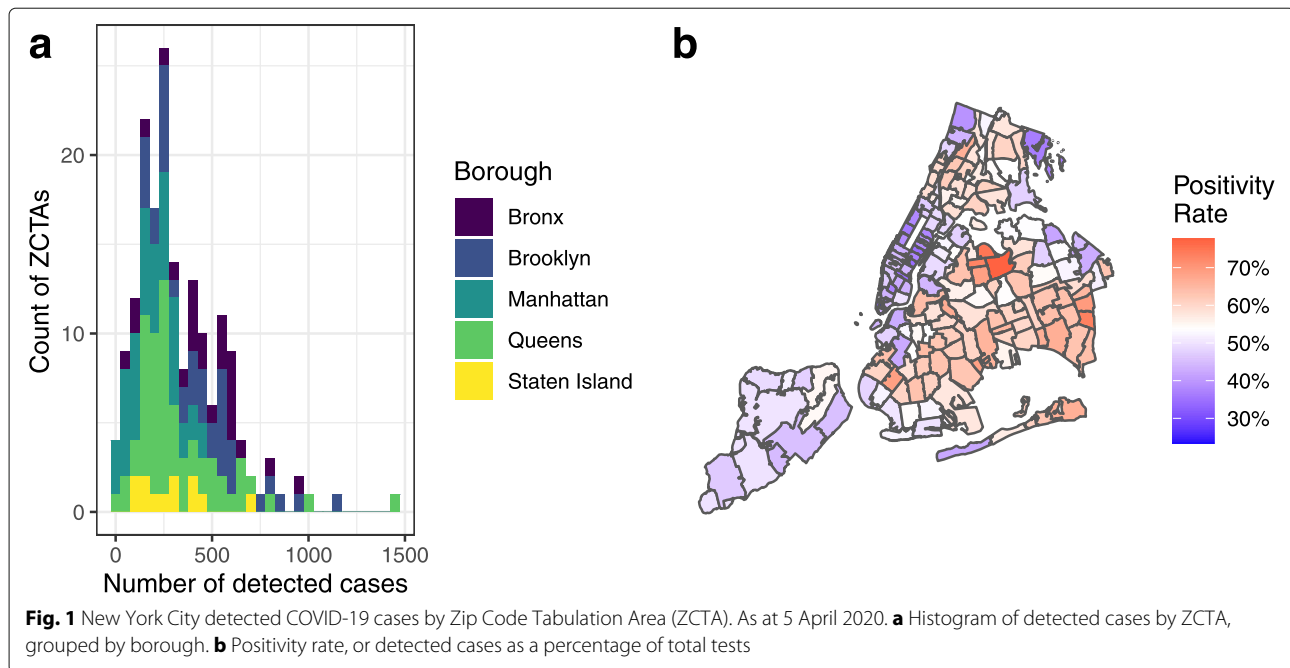 a
Count of ZCTAs
20
10
0
0 500 1000 1500
Number of detected cases
Borough
Bronx
Brooklyn
Manhattan
Queens
Staten Island
b
Positivity
Rate
70%
60%
50%
40%
30%
Fig. 1 New York City detected COVID-19 cases by Zip Code Tabulation Area (ZCTA). As at 5 April 2020. a Histogram of detected cases by ZCTA,
grouped by borough. b Positivity rate, or detected cases as a percentage of total tests